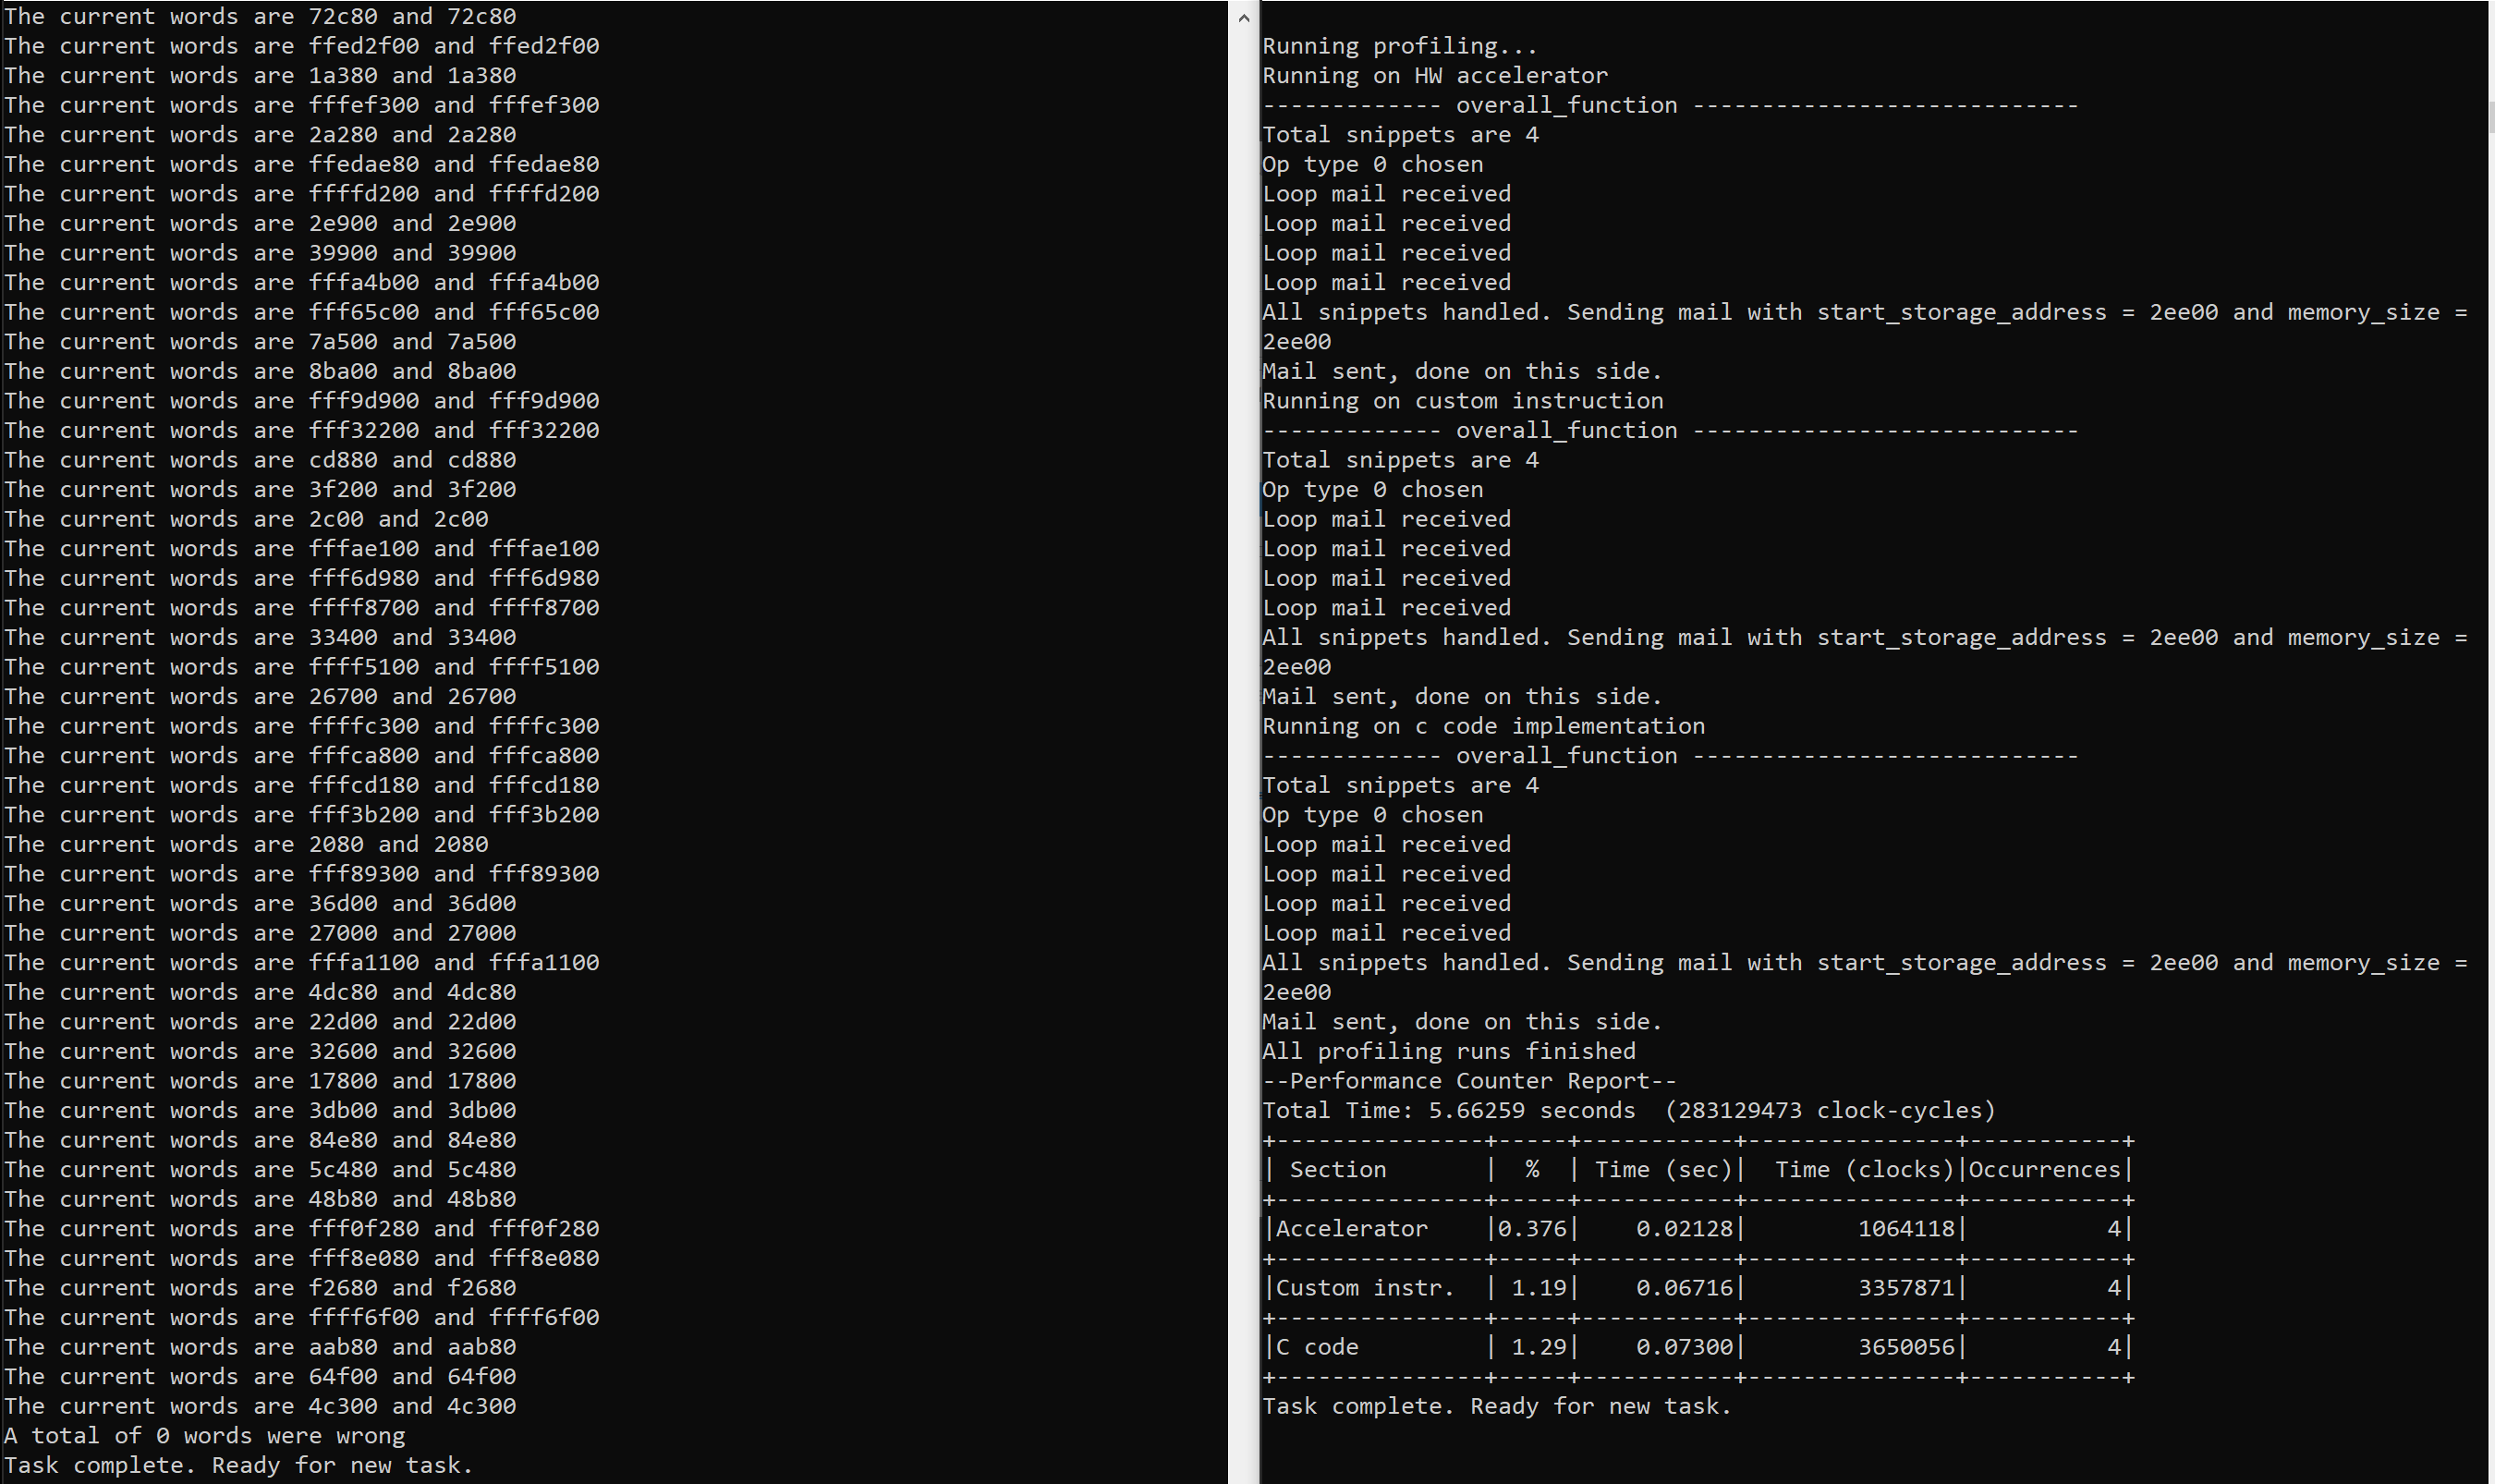 The current words are 72c80 and 72c80
The current words are ffed2f00 and ffed2f00
The current words are 1a380 and 1a380
The current words are fffef300 and fffef300
The current words are 2a280 and 2a280
The current words are ffedae80 and ffedae80
The current words are ffffd200 and ffffd200
The current words are 2e900 and 2e900
The current words are 39900 and 39900
The current words are fffa4b00 and fffa4b00
The current words are fff65c00 and fff65c00
The current words are 7a500 and 7a500
The current words are 8ba00 and 8ba00
The current words are fff9d900 and fff9d900
The current words are fff32200 and fff32200
The current words are cd880 and cd880
The current words are 3f200 and 3f200
The current words are 2c00 and 2c00
The current words are fffae100 and fffae100
The current words are fff6d980 and fff6d980
The current words are ffff8700 and ffff8700
The current words are 33400 and 33400
The current words are ffff5100 and ffff5100
The current words are 26700 and 26700
The current words are ffffc300 and ffffc300
The current words are fffca800 and fffca800
The current words are fffcd180 and fffcd180
The current words are fff3b200 and fff3b200
The current words are 2080 and 2080
The current words are fff89300 and fff89300
The current words are 36d00 and 36d00
The current words are 27000 and 27000
The current words are fffa1100 and fffa1100
The current words are 4dc80 and 4dc80
The current words are 22d00 and 22d00
The current words are 32600 and 32600
The current words are 17800 and 17800
The current words are 3db00 and 3db00
The current words are 84e80 and 84e80
The current words are 5c480 and 5c480
The current words are 48b80 and 48b80
The current words are fff0f280 and fff0f280
The current words are fff8e080 and fff8e080
The current words are f2680 and f2680
The current words are ffff6f00 and ffff6f00
The current words are aab80 and aab80
The current words are 64f00 and 64f00
The current words are 4c300 and 4c300
A total of 0 words were wrong
Task complete. Ready for new task.
Running profiling...
Running on HW accelerator
------------- overall_function ----------------------------
Total snippets are 4
Op type 0 chosen
Loop mail received
Loop mail received
Loop mail received
Loop mail received
All snippets handled. Sending mail with start_storage_address = 2ee00 and memory_size =
2ee00
Mail sent, done on this side.
Running on custom instruction
------------- overall_function ----------------------------
Total snippets are 4
Op type 0 chosen
Loop mail received
Loop mail received
Loop mail received
Loop mail received
All snippets handled. Sending mail with start_storage_address = 2ee00 and memory_size =
2ee00
Mail sent, done on this side.
Running on c code implementation
------------- overall_function ----------------------------
Total snippets are 4
Op type 0 chosen
Loop mail received
Loop mail received
Loop mail received
Loop mail received
All snippets handled. Sending mail with start_storage_address = 2ee00 and memory_size =
2ee00
Mail sent, done on this side.
All profiling runs finished
--Performance Counter Report--
Total Time: 5.66259 seconds  (283129473 clock-cycles)
+---------------+-----+-----------+---------------+-----------+
| Section       |  %  | Time (sec)|  Time (clocks)|Occurrences|
+---------------+-----+-----------+---------------+-----------+
|Accelerator    |0.376|    0.02128|        1064118|          4|
+---------------+-----+-----------+---------------+-----------+
|Custom instr.  | 1.19|    0.06716|        3357871|          4|
+---------------+-----+-----------+---------------+-----------+
|C code         | 1.29|    0.07300|        3650056|          4|
+---------------+-----+-----------+---------------+-----------+
Task complete. Ready for new task.